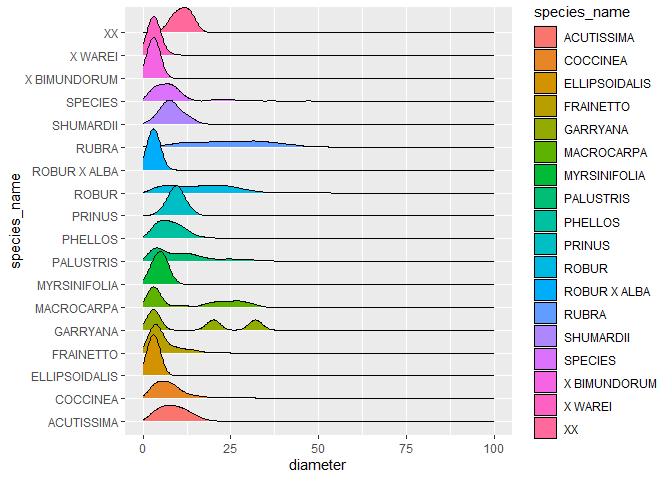 species_name
XX
X WAREI
X BIMUNDORUM
SPECIES
SHUMARDII
RUBRA
ROBUR X ALBA
ROBUR
PRINUS
PHELLOS
PALUSTRIS
MYRSINIFOLIA
MACROCARPA
GARRYANA
FRAINETTO
ELLIPSOIDALIS
COCCINEA
ACUTISSIMA
0 25 50 75 100
diameter
species_name
ACUTISSIMA
COCCINEA
ELLIPSOIDALIS
FRAINETTO
GARRYANA
MACROCARPA
MYRSINIFOLIA
PALUSTRIS
PHELLOS
PRINUS
ROBUR
ROBUR X ALBA
RUBRA
SHUMARDII
SPECIES
X BIMUNDORUM
X WAREI
XX